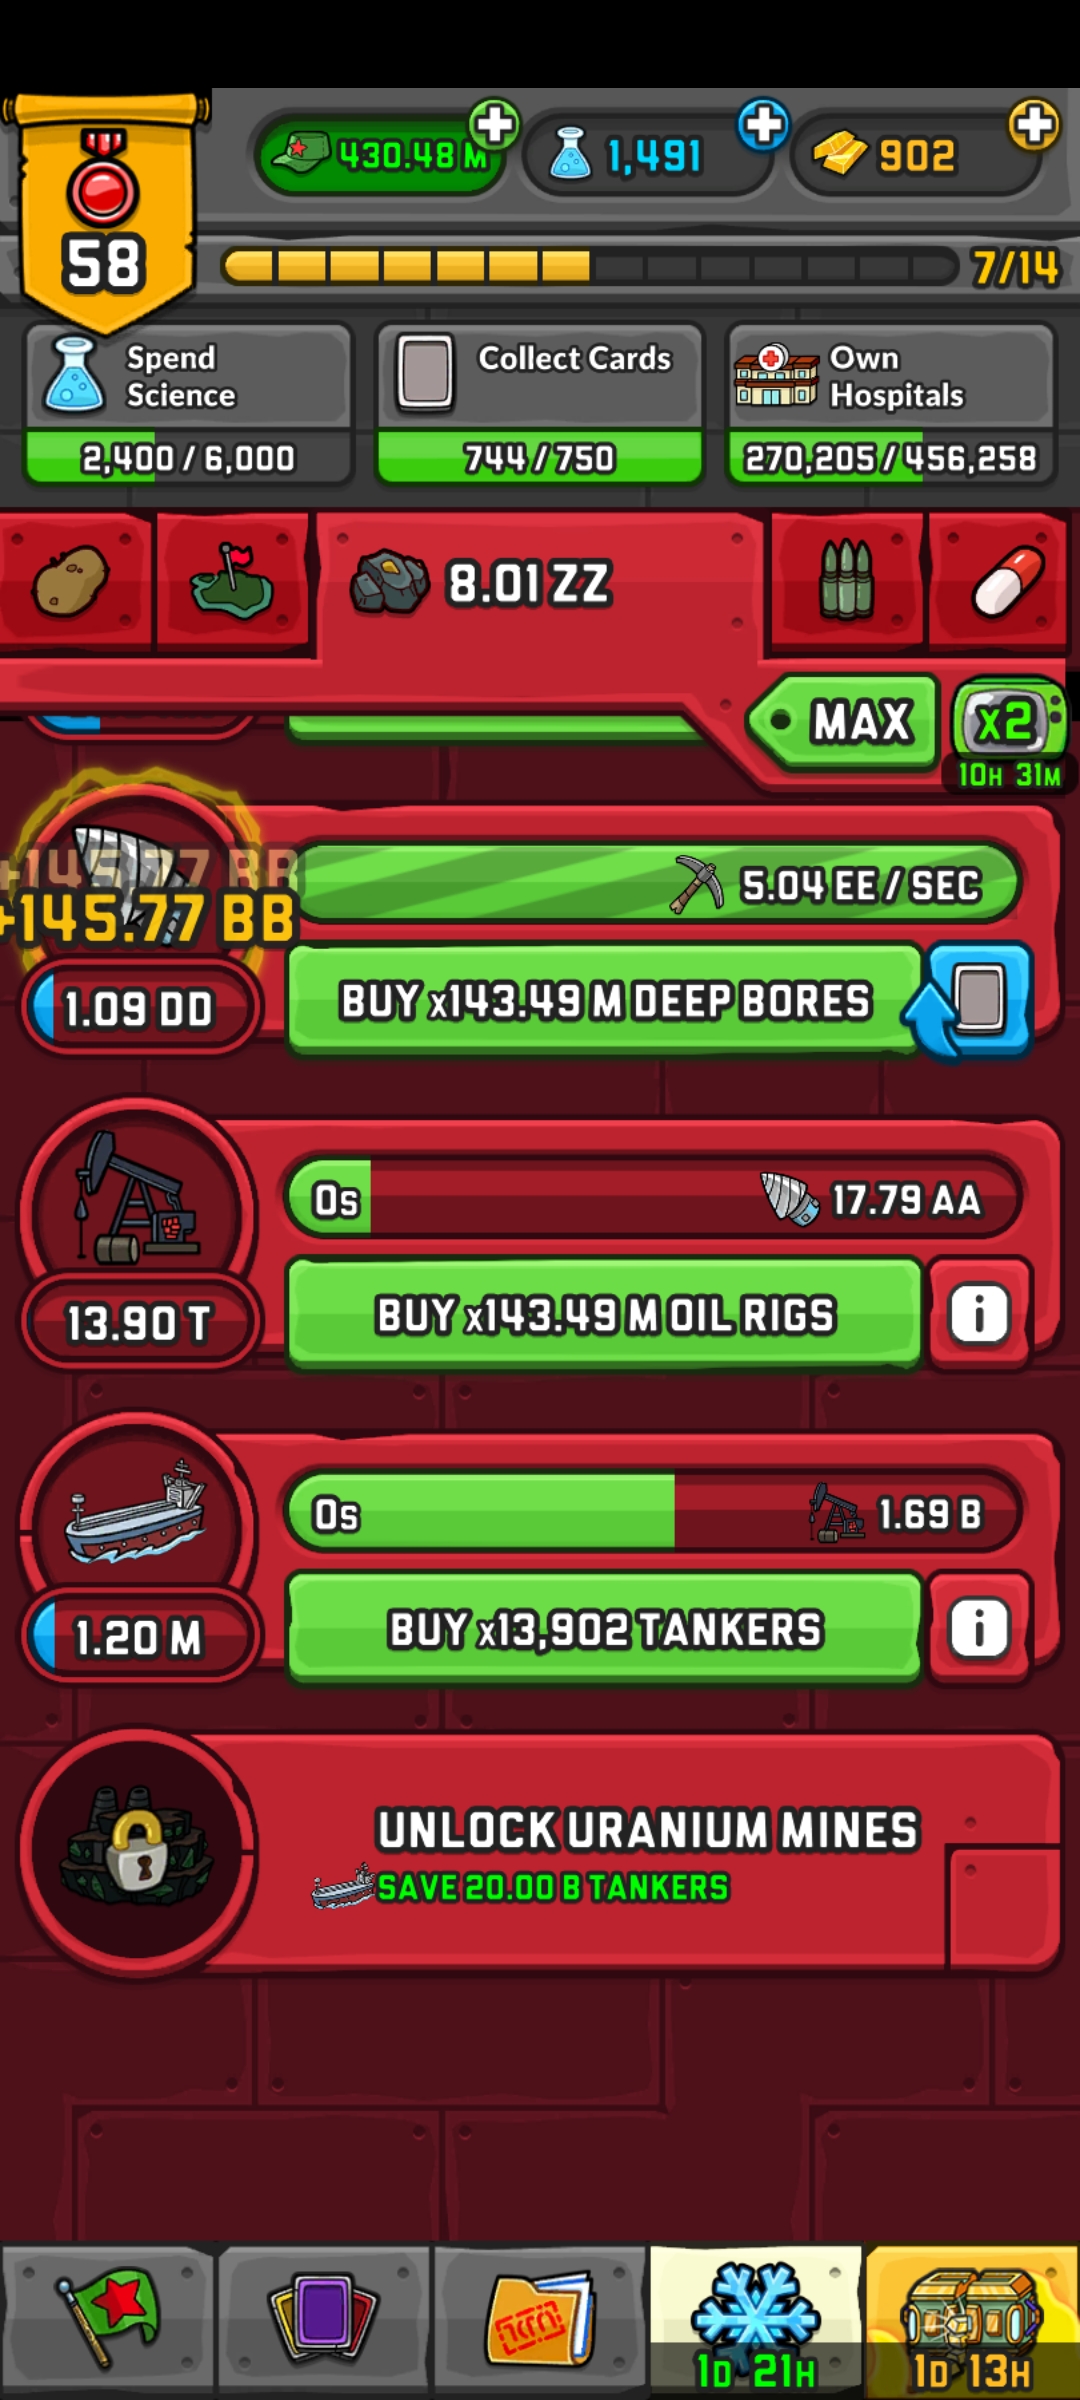 430.48 M
1,491
902
58
7/14
Spend
Science
2,400 / 6,000
Collect Cards
744 / 750
Own
Hospitals
270,205 / 456,258
8.01 ZZ
MAX
x2
10H 31M
+145.77 BB
+145.77 BB
5.04 EE / SEC
1.09 DD
BUY x143.49 M DEEP BORES
0s
17.79 AA
13.90 T
BUY x143.49 M OIL RIGS
i
0s
1.69 B
1.20 M
BUY x13,902 TANKERS
i
UNLOCK URANIUM MINES
SAVE 20.00 B TANKERS
1D 21H
1D 13H